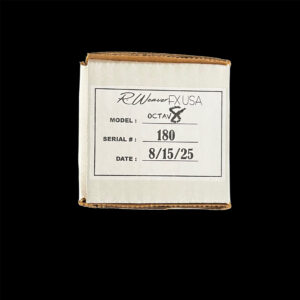 R. Weaver FX USA
MODEL: OCTAV8
SERIAL #: 180
DATE: 8/15/25